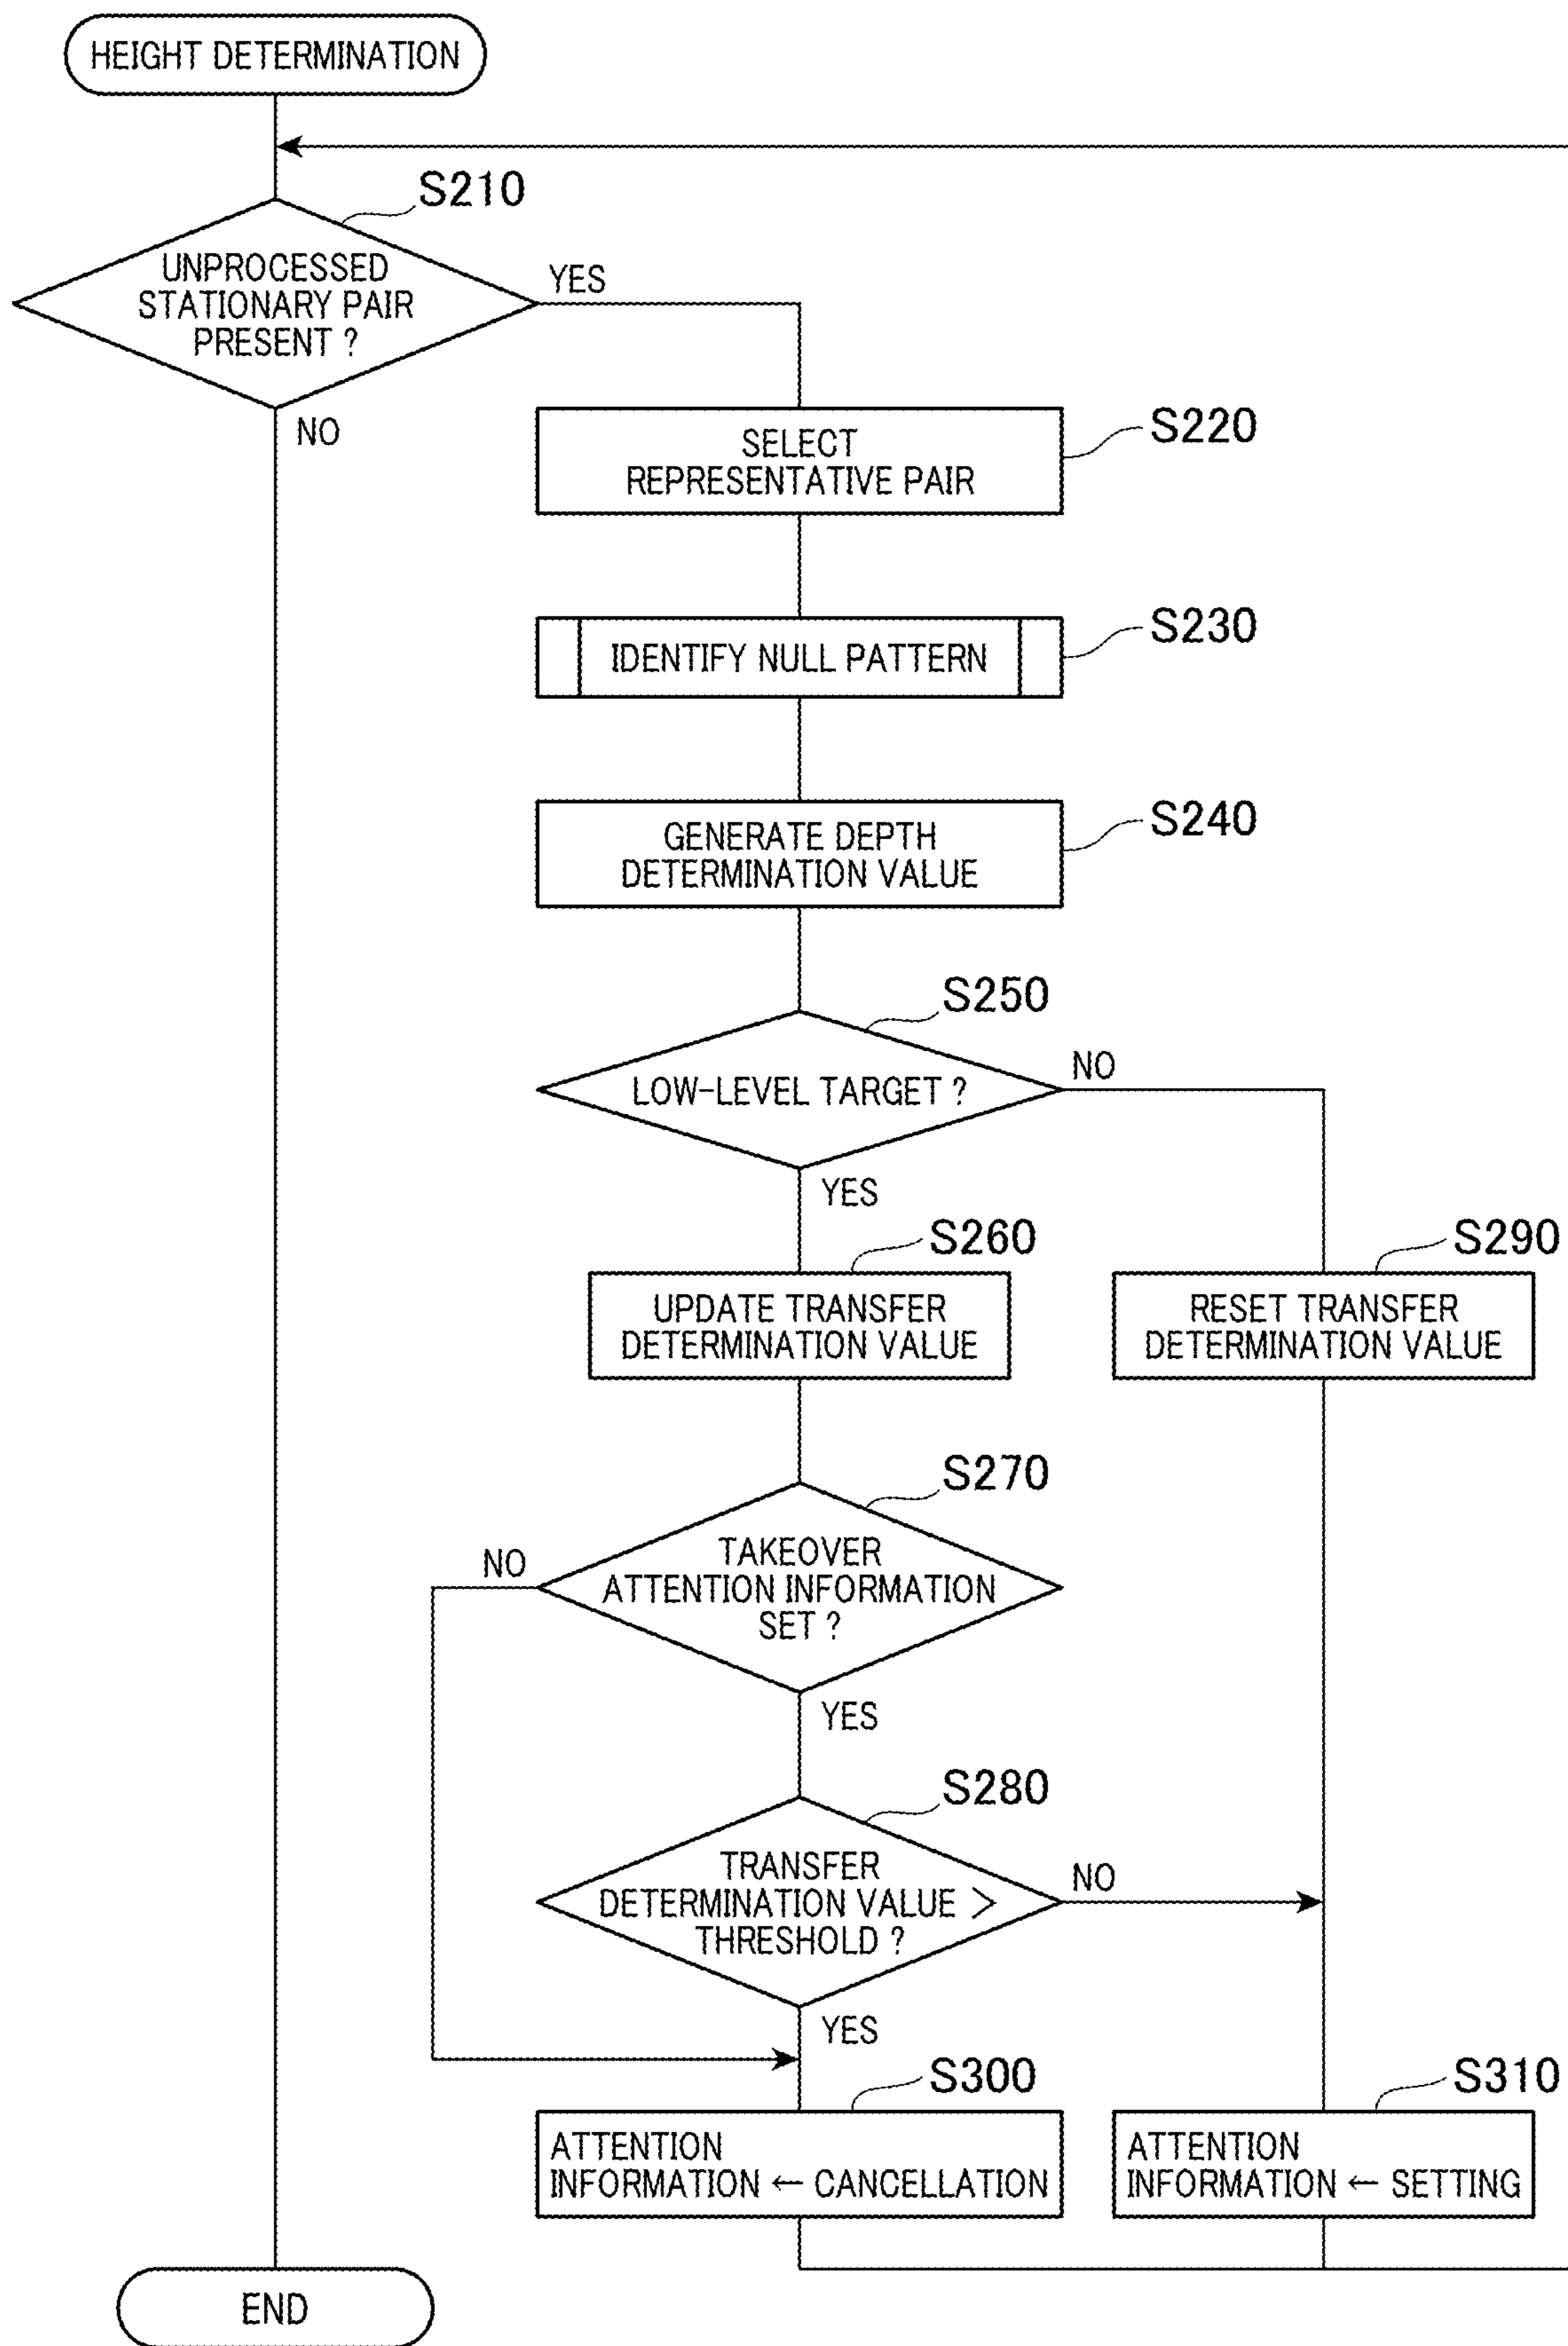 HEIGHT DETERMINATION
S210
UNPROCESSED
STATIONARY PAIR
PRESENT ?
YES
NO
S220
SELECT
REPRESENTATIVE PAIR
S230
IDENTIFY NULL PATTERN
S240
GENERATE DEPTH
DETERMINATION VALUE
S250
LOW-LEVEL TARGET ?
NO
YES
S260
UPDATE TRANSFER
DETERMINATION VALUE
S290
RESET TRANSFER
DETERMINATION VALUE
S270
TAKEOVER
ATTENTION INFORMATION
SET ?
NO
YES
S280
TRANSFER
DETERMINATION VALUE >
THRESHOLD ?
NO
YES
S300
ATTENTION
INFORMATION ← CANCELLATION
S310
ATTENTION
INFORMATION ← SETTING
END